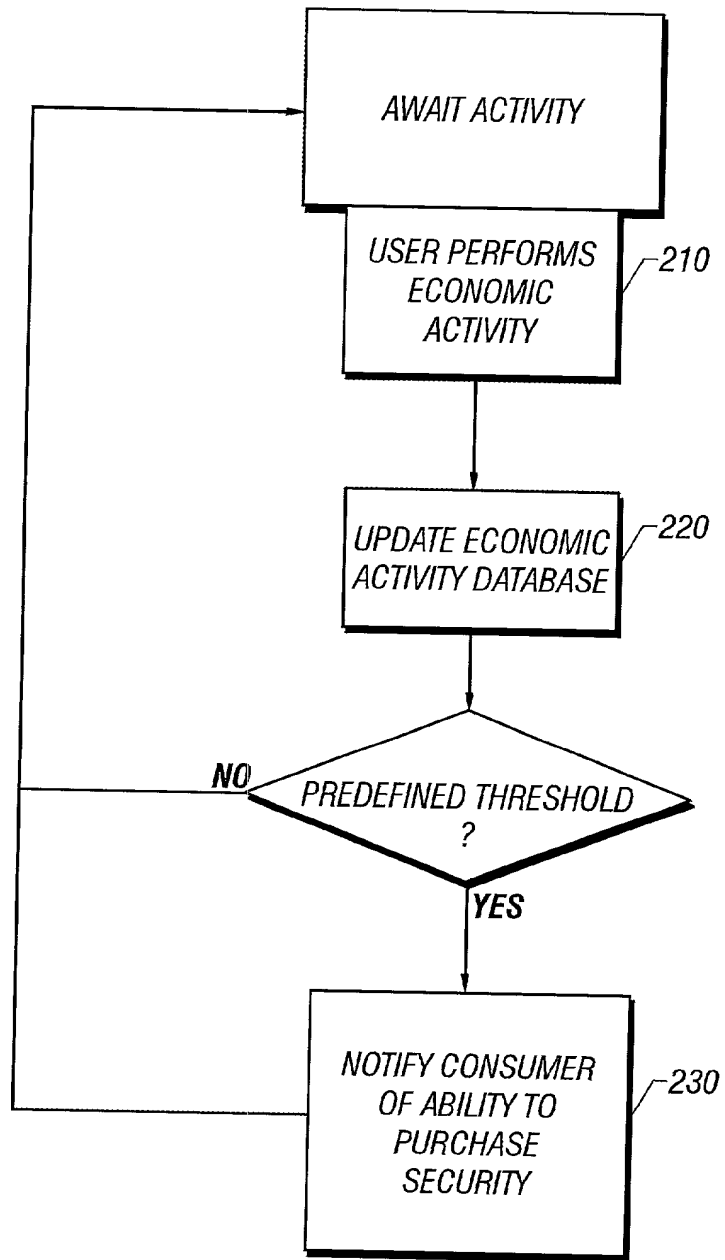 AWAIT ACTIVITY
USER PERFORMS
ECONOMIC
ACTIVITY
210
UPDATE ECONOMIC
ACTIVITY DATABASE
220
NO
PREDEFINED THRESHOLD
?
YES
NOTIFY CONSUMER
OF ABILITY TO
PURCHASE
SECURITY
230